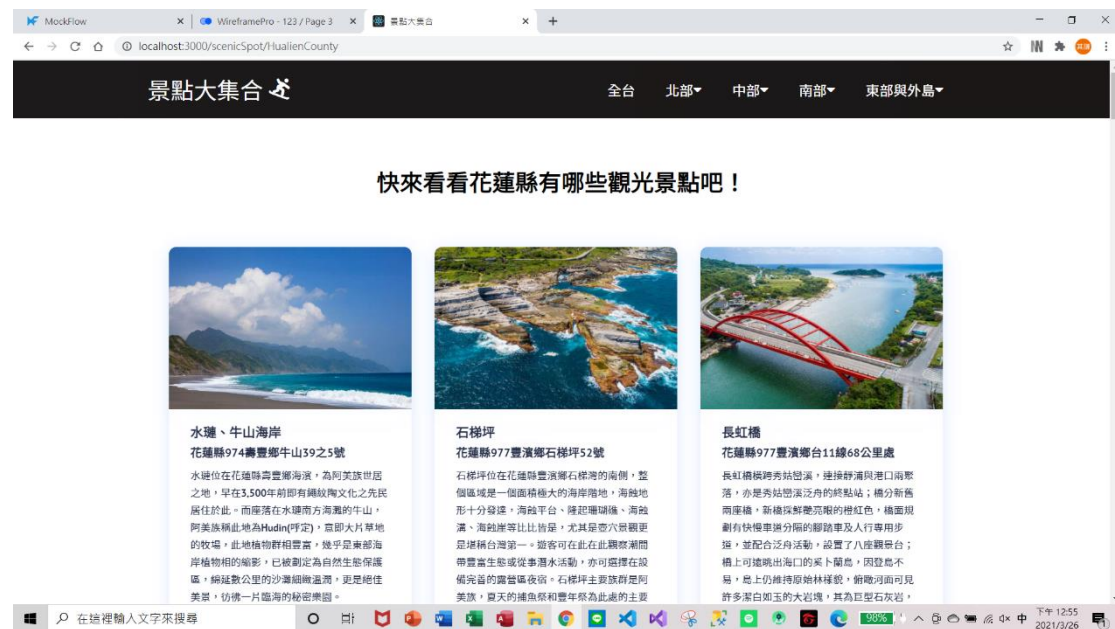 MockFlow
WireframePro - 123 / Page 3
景點大集合
localhost:3000/scenicSpot/HualienCounty
景點大集合
全台
北部
中部
南部
東部與外島
快來看看花蓮縣有哪些觀光景點吧！
水璉、牛山海岸
花蓮縣974壽豐鄉牛山39之5號
水璉位在花蓮縣壽豐鄉海濱，為阿美族世居
之地，早在3,500年前即有繩紋陶文化之先民
居住於此。而座落在水璉南方海灘的牛山，
阿美族稱此地為Hudin(呼定)，意即大片草地
的牧場，此地植物群相豐富，幾乎是東部海
岸植物相的縮影，已被劃定為自然生態保護
區，綿延數公里的沙灘細緻溫潤，更是絕佳
美景，彷彿一片臨海的秘密樂園。
石梯坪
花蓮縣977豐濱鄉石梯坪52號
石梯坪位在花蓮縣豐濱鄉石梯灣的南側，整
個區域是一個面積極大的海岸階地，海蝕地
形十分發達，海蝕平台、隆起珊瑚礁、海蝕
溝、海蝕崖等比比皆是，尤其是壺穴景觀更
是堪稱台灣第一。遊客可在此在此觀察潮間
帶豐富生態或從事潛水活動，亦可選擇在設
備完善的露營區夜宿。石梯坪主要族群是阿
美族，夏天的捕魚祭和豐年祭為此處的主要
長虹橋
花蓮縣977豐濱鄉台11線68公里處
長虹橋橫跨秀姑巒溪，連接靜浦與港口兩聚
落，亦是秀姑巒溪泛舟的終點站；橋分新舊
兩座橋，新橋採鮮艷亮眼的橙紅色，橋面規
劃有快慢車道分隔的腳踏車及人行專用步
道，並配合泛舟活動，設置了八座觀景台；
橋上可遠眺出海口的奚卜蘭島，因登島不
易，島上仍維持原始林樣貌，俯瞰河面可見
許多潔白如玉的大岩塊，其為巨型石灰岩，
在這裡輸入文字來搜尋
98%
中
下午 12:55
2021/3/26